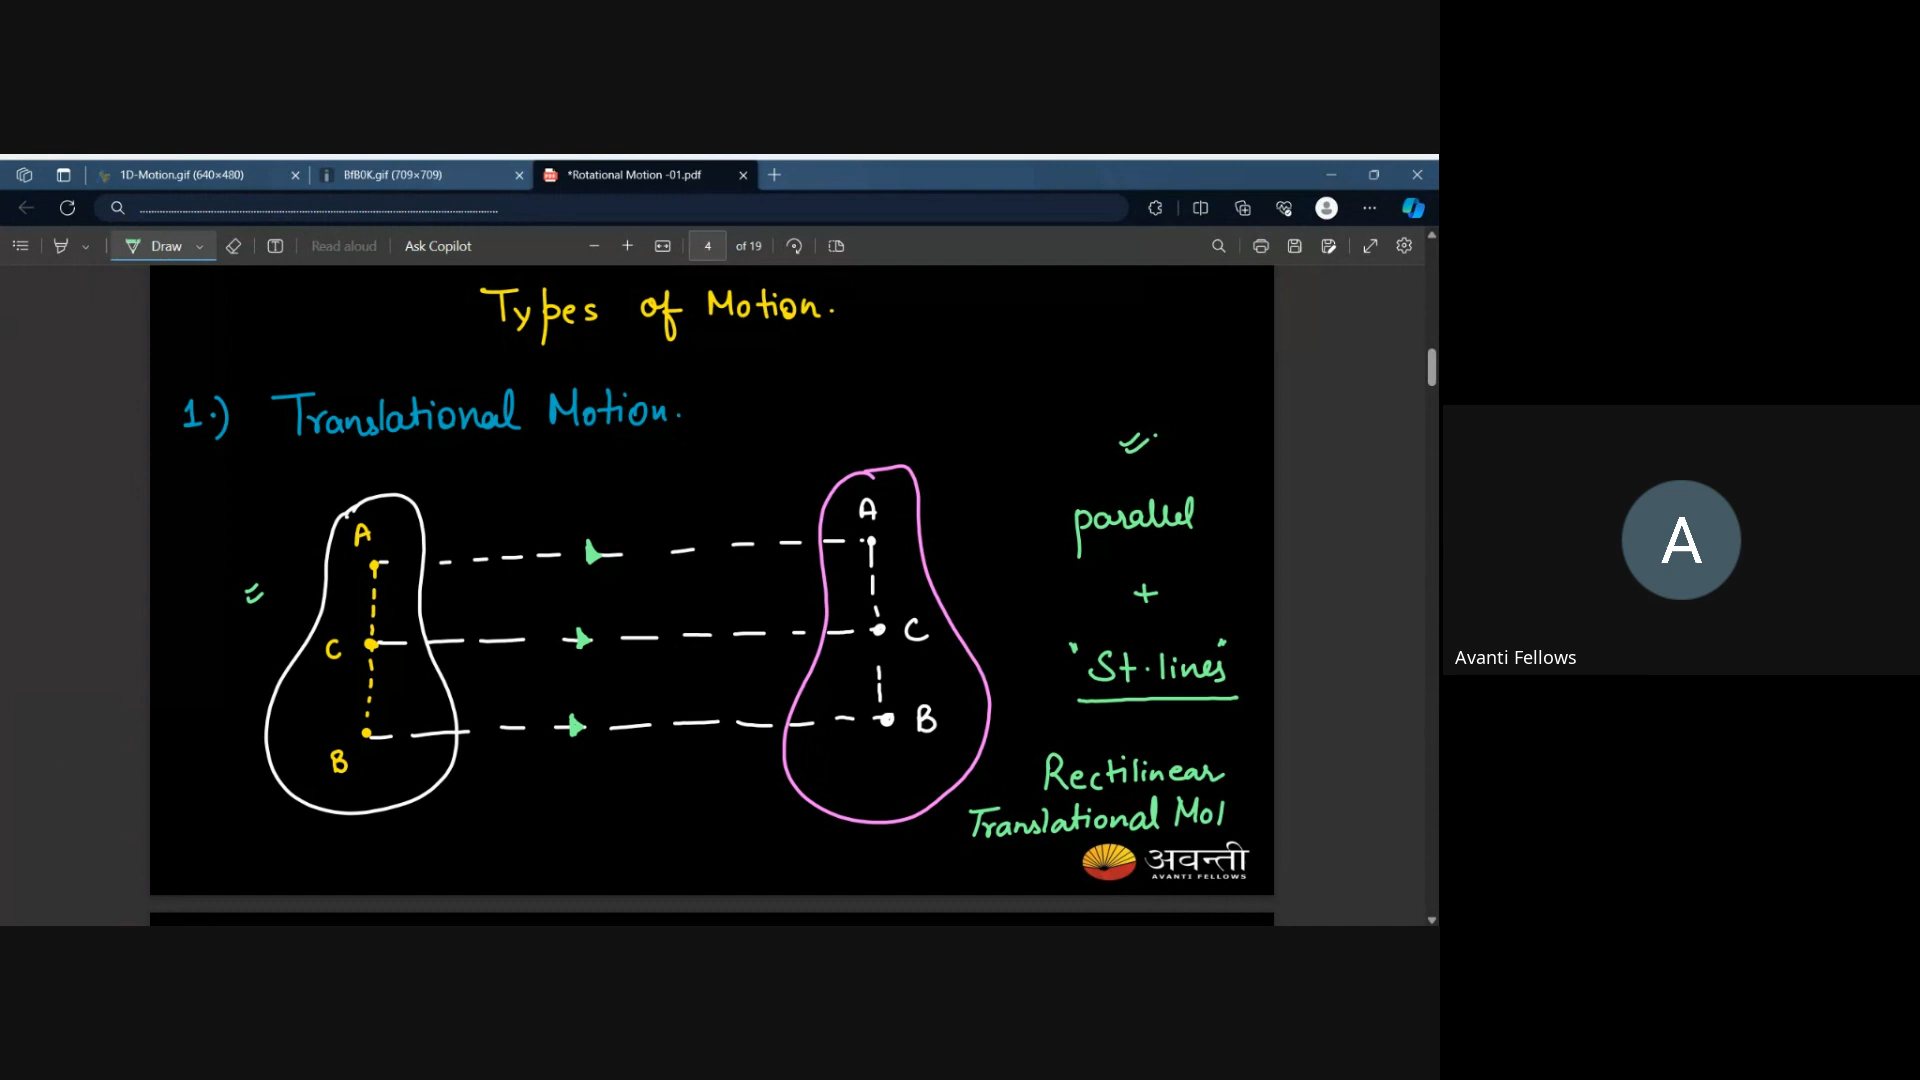 1D-Motion.gif (640×480)
BfB0K.gif (709×709)
*Rotational Motion -01.pdf
Draw
Read aloud
Ask Copilot
4 of 19
Types of Motion.
1.) Translational Motion.
A
A
parallel
+
C
C
"St. lines"
B
B
Rectilinear
Translational Mo
अवन्ती
AVANTI FELLOWS
A
Avanti Fellows